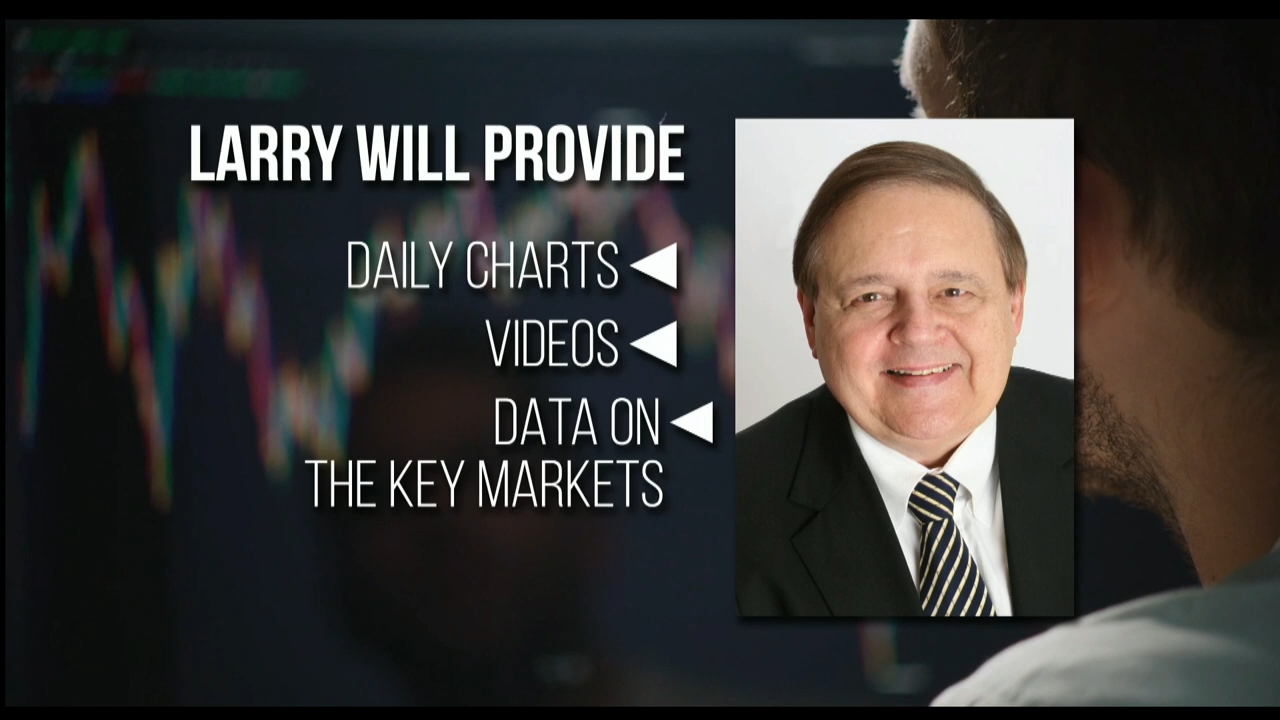 LARRY WILL PROVIDE
DAILY CHARTS
VIDEOS
DATA ON
THE KEY MARKETS